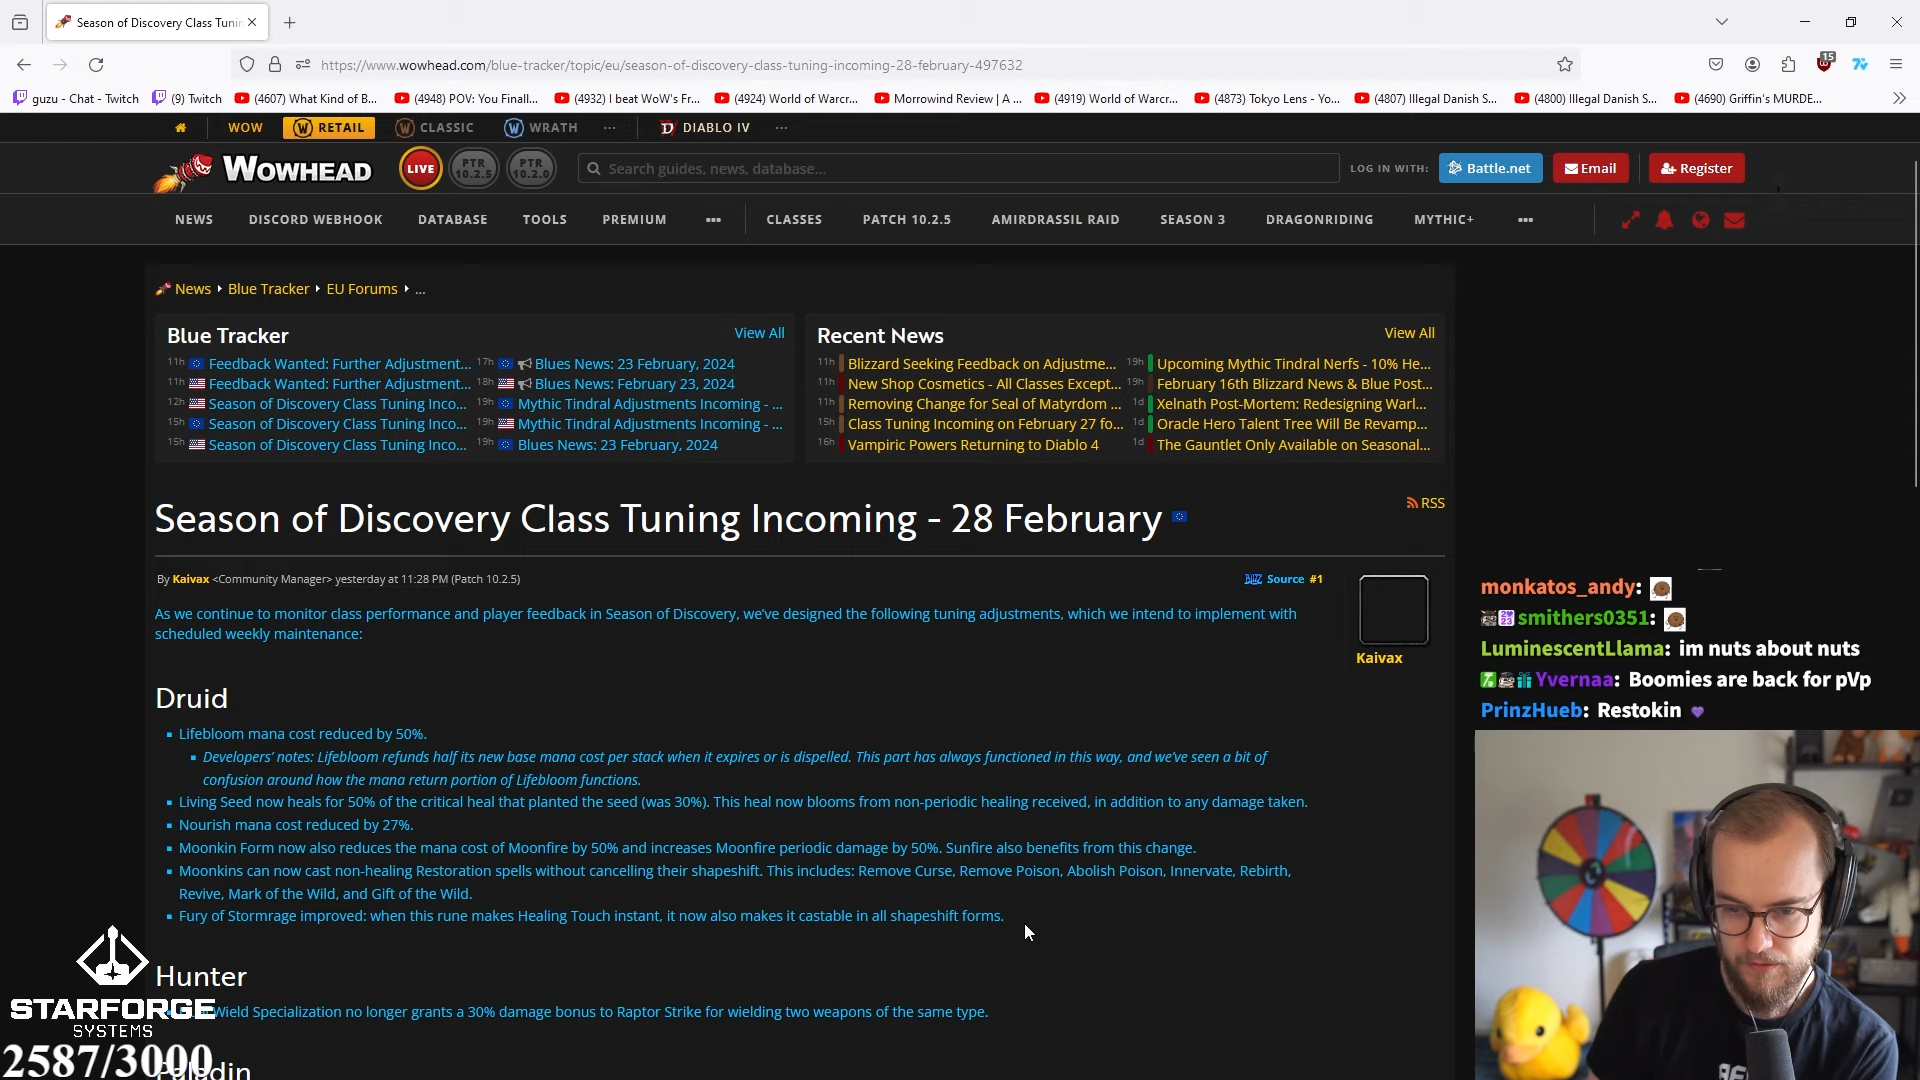 Season of Discovery Class Tuni
https://www.wowhead.com/blue-tracker/topic/eu/season-of-discovery-class-tuning-incoming-28-february-497632
15
guzu - Chat - Twitch
(9) Twitch
(4607) What Kind of B...
(4948) POV: You Finall...
(4932) I beat WoW's Fr...
(4924) World of Warcr...
Morrowind Review | A ...
(4919) World of Warcr...
(4873) Tokyo Lens - Yo...
(4807) Illegal Danish S...
(4800) Illegal Danish S...
(4690) Griffin's MURDE...
WOW
RETAIL
CLASSIC
WRATH
...
DIABLO IV
...
WOWHEAD
LIVE
PTR 10.2.5
PTR 10.2.0
Search guides, news, database...
LOG IN WITH:
Battle.net
Email
Register
NEWS
DISCORD WEBHOOK
DATABASE
TOOLS
PREMIUM
...
CLASSES
PATCH 10.2.5
AMIRDRASSIL RAID
SEASON 3
DRAGONRIDING
MYTHIC+
...
News
Blue Tracker
EU Forums
...
Blue Tracker
View All
11h Feedback Wanted: Further Adjustment...
11h Feedback Wanted: Further Adjustment...
12h Season of Discovery Class Tuning Inco...
15h Season of Discovery Class Tuning Inco...
15h Season of Discovery Class Tuning Inco...
17h Blues News: 23 February, 2024
18h Blues News: February 23, 2024
19h Mythic Tindral Adjustments Incoming - ...
19h Mythic Tindral Adjustments Incoming - ...
19h Blues News: 23 February, 2024
Recent News
View All
11h Blizzard Seeking Feedback on Adjustme...
11h New Shop Cosmetics - All Classes Except...
11h Removing Change for Seal of Matyrdom ...
15h Class Tuning Incoming on February 27 fo...
16h Vampiric Powers Returning to Diablo 4
19h Upcoming Mythic Tindral Nerfs - 10% He...
19h February 16th Blizzard News & Blue Post...
1d Xelnath Post-Mortem: Redesigning Warl...
1d Oracle Hero Talent Tree Will Be Revamp...
1d The Gauntlet Only Available on Seasonal...
RSS
Season of Discovery Class Tuning Incoming - 28 February
By Kaivax <Community Manager> yesterday at 11:28 PM (Patch 10.2.5)
BLIZ Source #1
Kaivax
As we continue to monitor class performance and player feedback in Season of Discovery, we've designed the following tuning adjustments, which we intend to implement with
scheduled weekly maintenance:
Druid
Lifebloom mana cost reduced by 50%.
Developers' notes: Lifebloom refunds half its new base mana cost per stack when it expires or is dispelled. This part has always functioned in this way, and we've seen a bit of
confusion around how the mana return portion of Lifebloom functions.
Living Seed now heals for 50% of the critical heal that planted the seed (was 30%). This heal now blooms from non-periodic healing received, in addition to any damage taken.
Nourish mana cost reduced by 27%.
Moonkin Form now also reduces the mana cost of Moonfire by 50% and increases Moonfire periodic damage by 50%. Sunfire also benefits from this change.
Moonkins can now cast non-healing Restoration spells without cancelling their shapeshift. This includes: Remove Curse, Remove Poison, Abolish Poison, Innervate, Rebirth,
Revive, Mark of the Wild, and Gift of the Wild.
Fury of Stormrage improved: when this rune makes Healing Touch instant, it now also makes it castable in all shapeshift forms.
Hunter
Wield Specialization no longer grants a 30% damage bonus to Raptor Strike for wielding two weapons of the same type.
Paladin
STARFORGE
SYSTEMS
2587/3000
monkatos_andy:
smithers0351:
LuminescentLlama: im nuts about nuts
Yvernaa: Boomies are back for pVp
PrinzHueb: Restokin